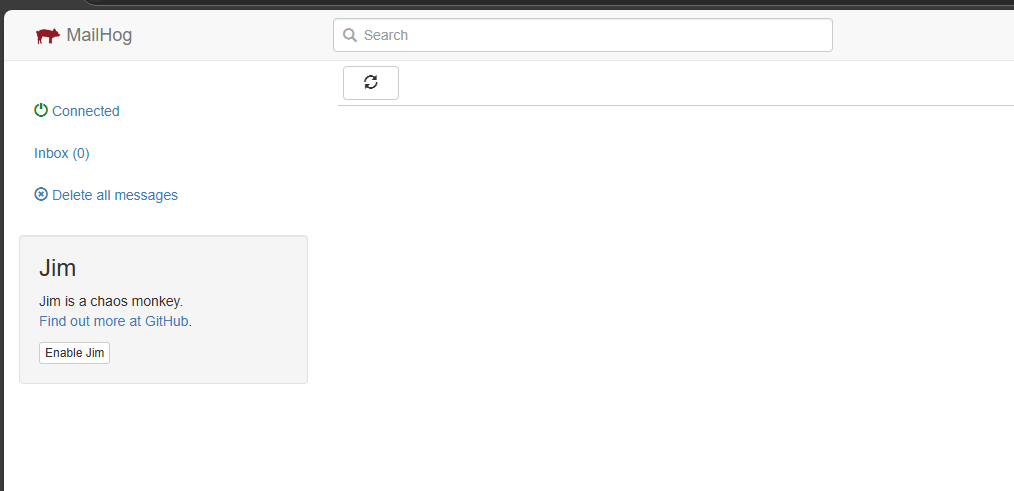 MailHog
Search
Connected
Inbox (0)
Delete all messages
Jim
Jim is a chaos monkey.
Find out more at GitHub.
Enable Jim